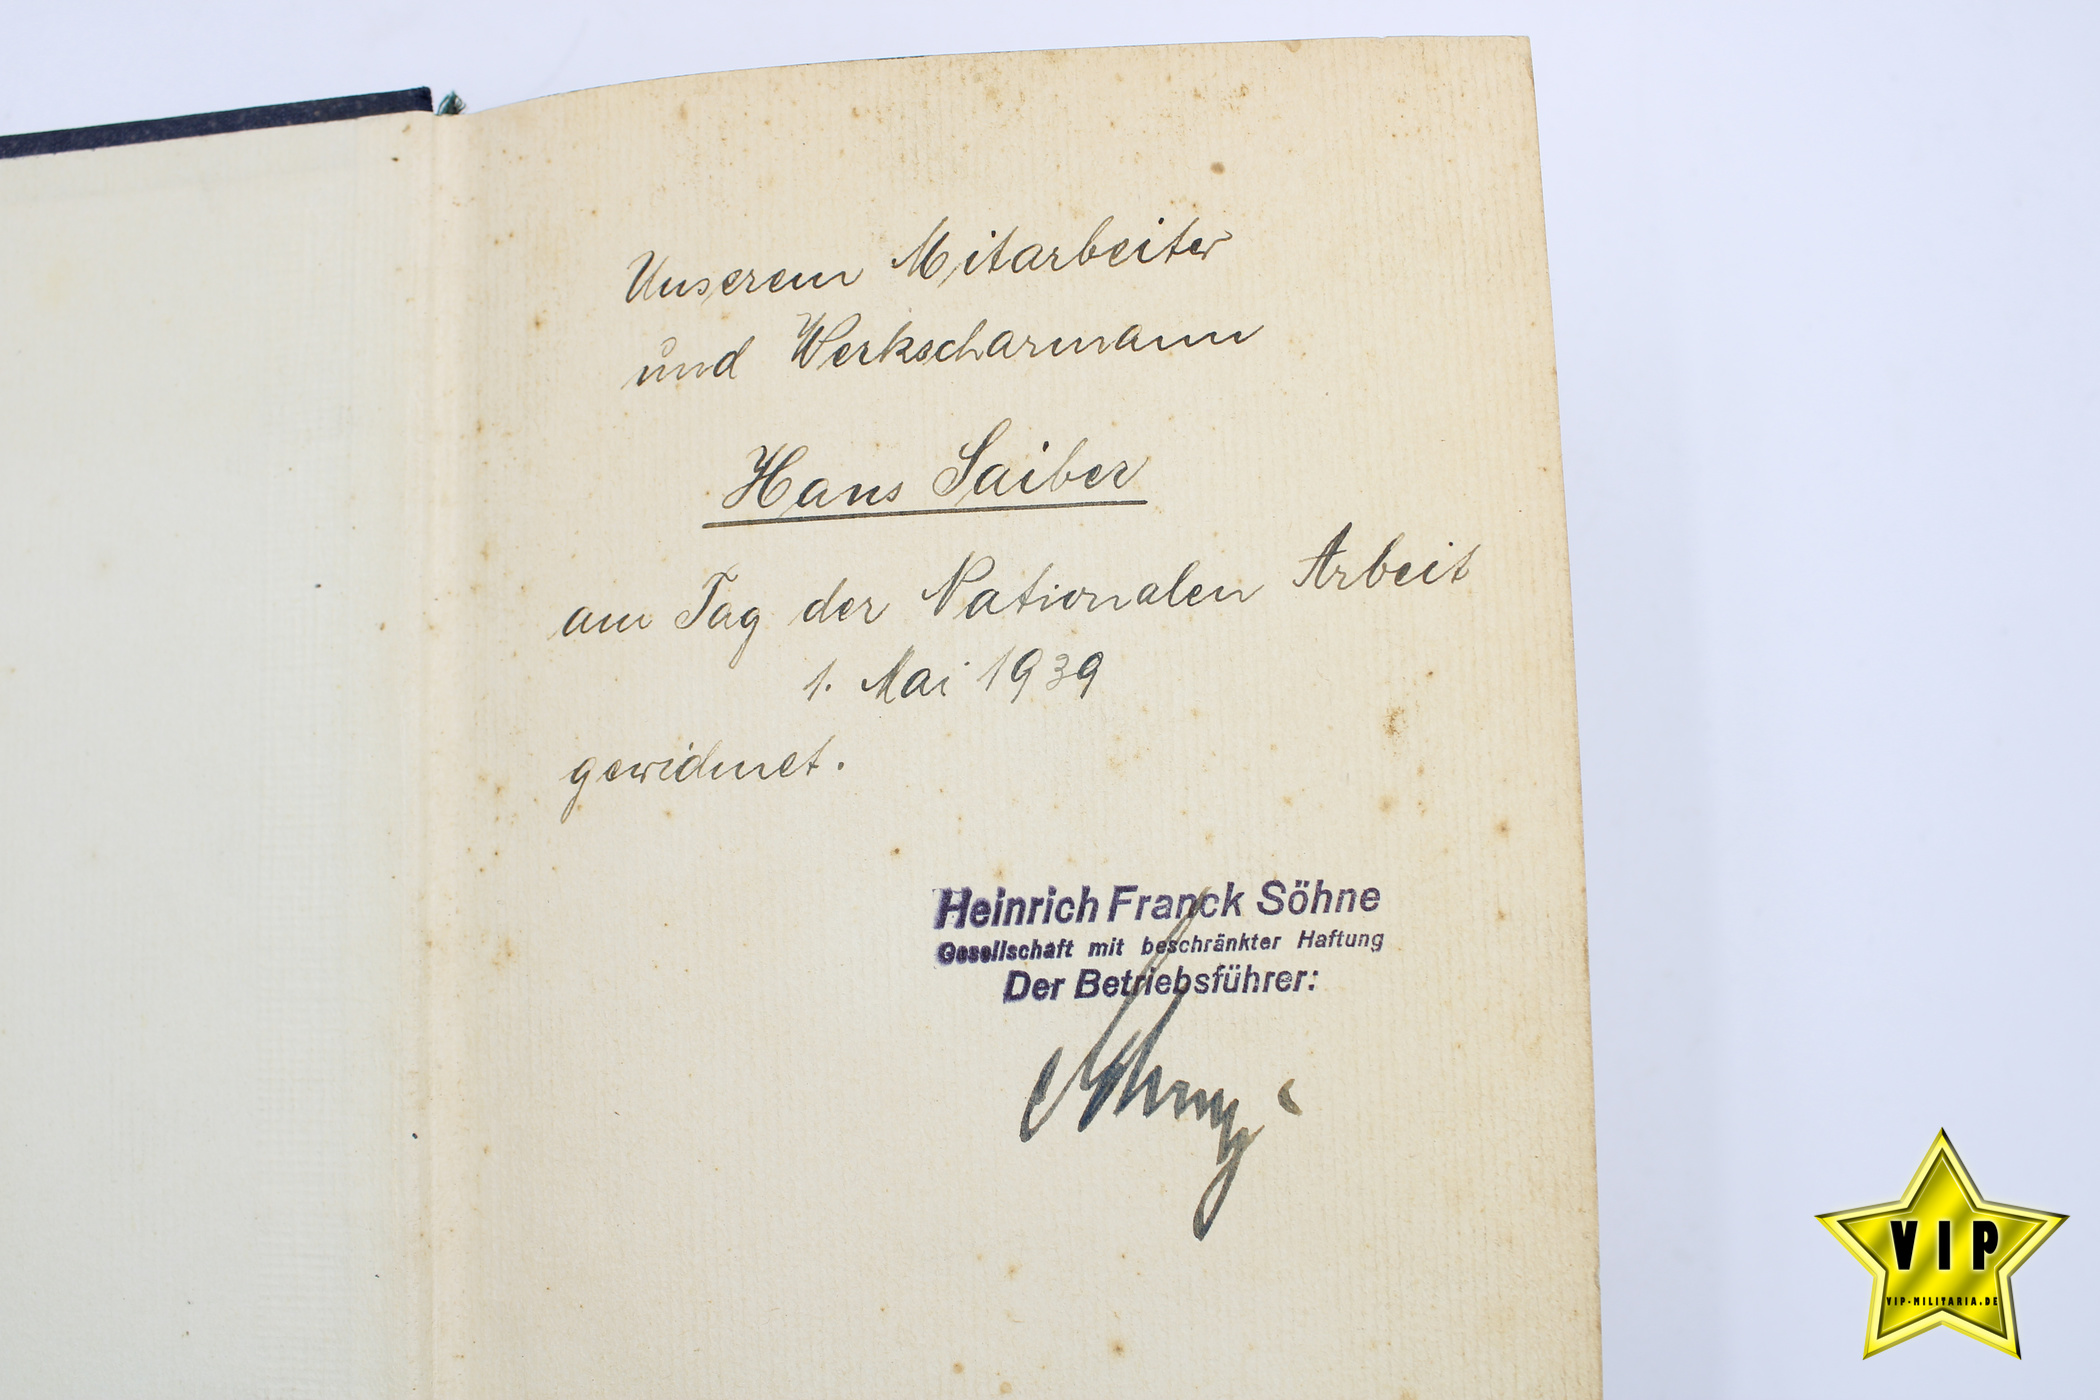 Unserem Mitarbeiter
und Werkscharmann
Hans Saiber
am Tag der Nationalen Arbeit
1. Mai 1939
gewidmet.
Heinrich Franck Söhne
Gesellschaft mit beschränkter Haftung
Der Betriebsführer:
VIP
VIP-MILITARIA.DE